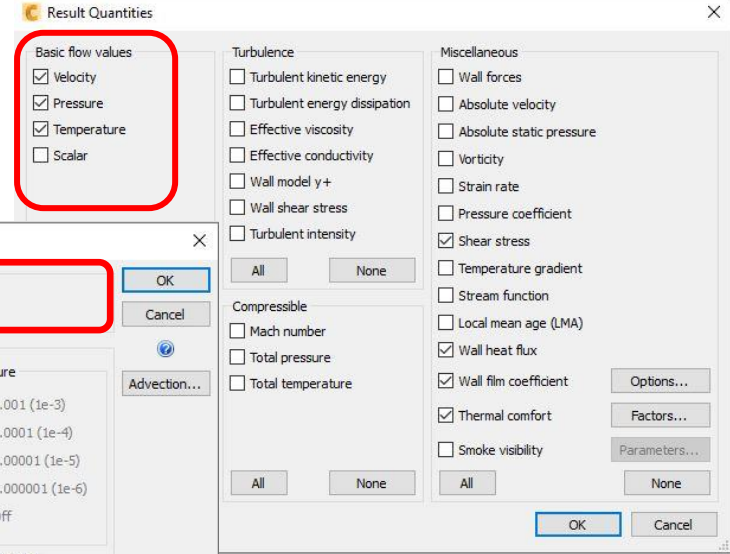 Result Quantities
Basic flow values
Velocity
Pressure
Temperature
Scalar
Turbulence
Turbulent kinetic energy
Turbulent energy dissipation
Effective viscosity
Effective conductivity
Wall model y+
Wall shear stress
Turbulent intensity
All None
Compressible
Mach number
Total pressure
Total temperature
All None
Miscellaneous
Wall forces
Absolute velocity
Absolute static pressure
Vorticity
Strain rate
Pressure coefficient
Shear stress
Temperature gradient
Stream function
Local mean age (LMA)
Wall heat flux
Wall film coefficient Options...
Thermal comfort Factors...
Smoke visibility Parameters...
All None
OK Cancel
OK
Cancel
Advection...
ure
.001 (1e-3)
.0001 (1e-4)
.00001 (1e-5)
.000001 (1e-6)
ff